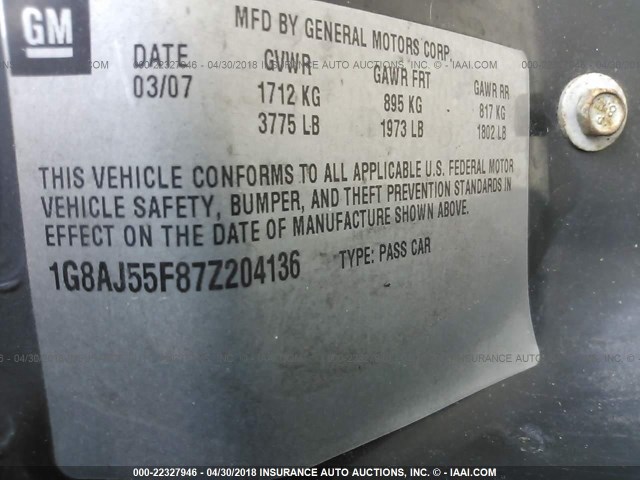 GM
MFD BY GENERAL MOTORS CORP
DATE GVWR GAWR FRT GAWR RR
03/07 1712 KG 895 KG 817 KG
3775 LB 1973 LB 1802 LB
THIS VEHICLE CONFORMS TO ALL APPLICABLE U.S. FEDERAL MOTOR
VEHICLE SAFETY, BUMPER, AND THEFT PREVENTION STANDARDS IN
EFFECT ON THE DATE OF MANUFACTURE SHOWN ABOVE.
1G8AJ55F87Z204136 TYPE: PASS CAR
000-22327946 - 04/30/2018 INSURANCE AUTO AUCTIONS, INC. - IAAI.COM